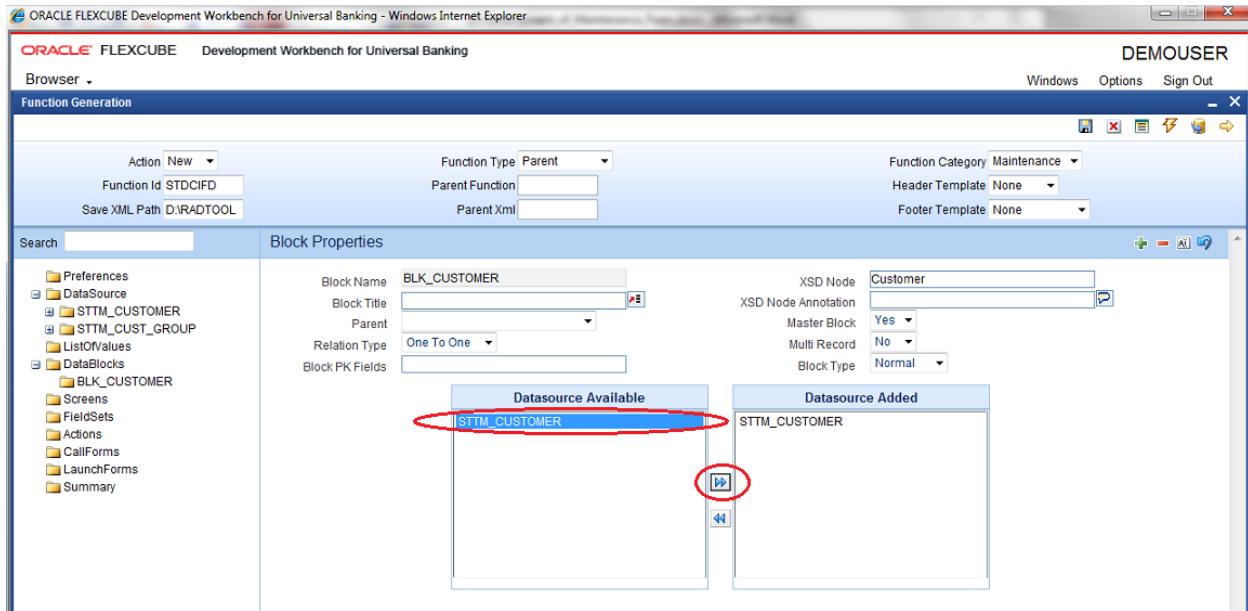 ORACLE FLEXCUBE Development Workbench for Universal Banking - Windows Internet Explorer
ORACLE FLEXCUBE Development Workbench for Universal Banking
DEMOUSER
Browser
Windows Options Sign Out
Function Generation
Action New Function Type Parent Function Category Maintenance
Function Id STDCIFD Parent Function Header Template None
Save XML Path D:\RADTOOL Parent Xml Footer Template None
Search
Block Properties
Preferences
DataSource
STTM_CUSTOMER
STTM_CUST_GROUP
ListOfValues
DataBlocks
BLK_CUSTOMER
Screens
FieldSets
Actions
CallForms
LaunchForms
Summary
Block Name BLK_CUSTOMER XSD Node Customer
Block Title XSD Node Annotation
Parent Master Block Yes
Relation Type One To One Multi Record No
Block PK Fields Block Type Normal
Datasource Available Datasource Added
STTM_CUSTOMER STTM_CUSTOMER